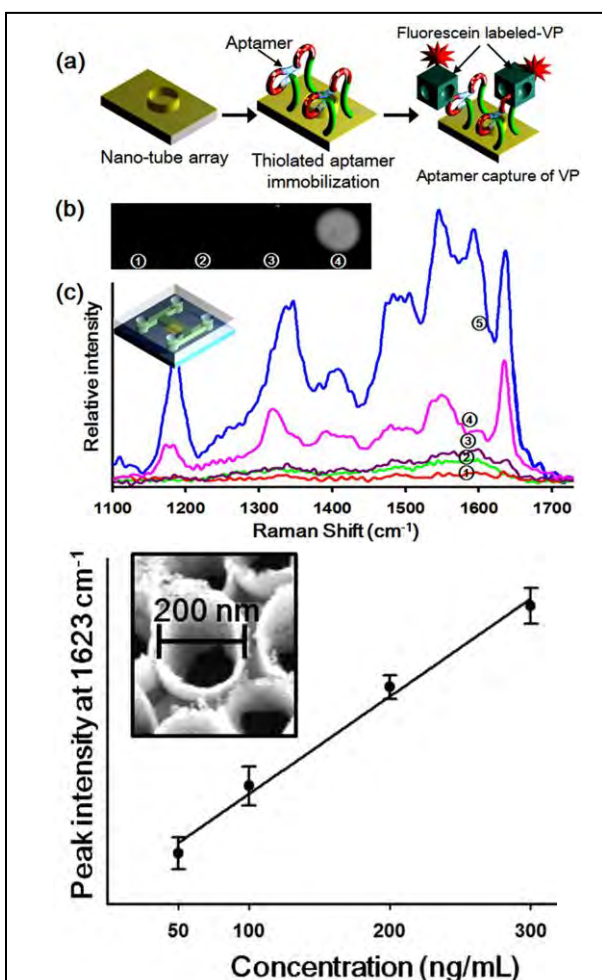 (a)
Aptamer
Fluorescein labeled-VP
Nano-tube array
Thiolated aptamer
immobilization
Aptamer capture of VP
(b)
① ② ③ ④
(c)
Relative intensity
⑤
④
③
②
①
1100 1200 1300 1400 1500 1600 1700
Raman Shift (cm⁻¹)
Peak intensity at 1623 cm⁻¹
200 nm
50 100 200 300
Concentration (ng/mL)